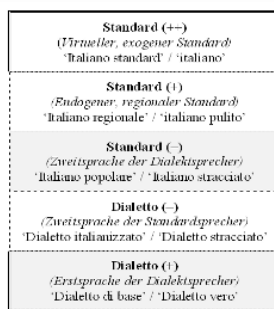 Standard (++)
(Virtueller, exogener Standard)
'Italiano standard' / 'italiano'
Standard (+)
(Endogener, regionaler Standard)
'Italiano regionale' / 'italiano pulito'
Standard (–)
(Zweitsprache der Dialektsprecher)
'Italiano popolare' / 'Italiano stracciato'
Dialetto (–)
(Zweitsprache der Standardsprecher)
'Dialetto italianizzato' / 'Dialetto stracciato'
Dialetto (+)
(Erstsprache der Dialektsprecher)
'Dialetto di base' / 'Dialetto vero'